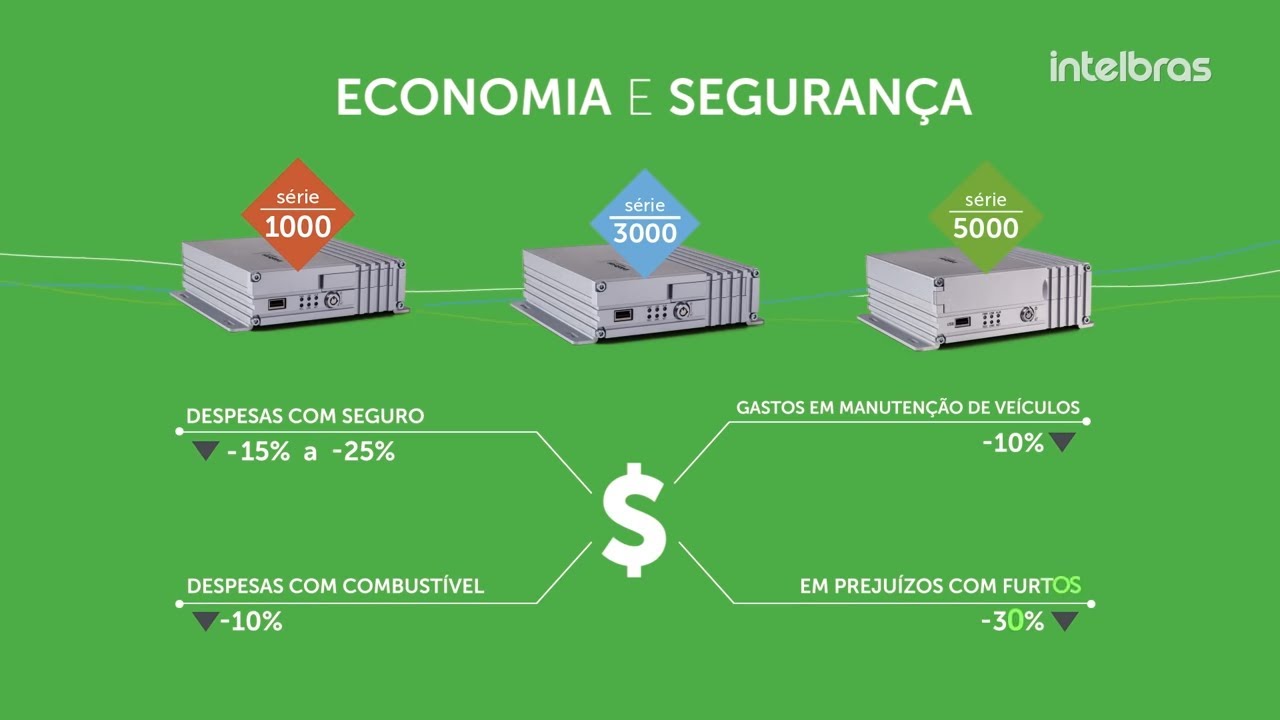 intelbras
ECONOMIA E SEGURANÇA
série
1000
série
3000
série
5000
DESPESAS COM SEGURO
-15% a -25%
GASTOS EM MANUTENÇÃO DE VEÍCULOS
-10%
$
DESPESAS COM COMBUSTÍVEL
-10%
EM PREJUÍZOS COM FURTOS
-30%